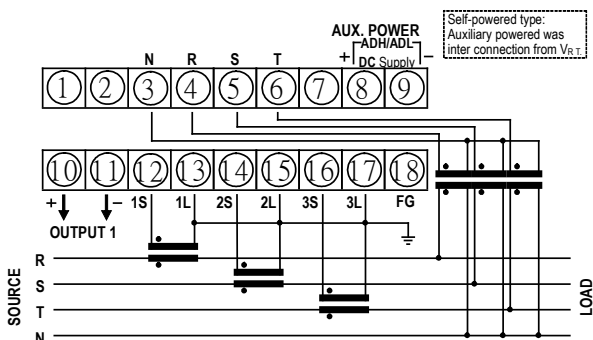 Self-powered type:
Auxiliary powered was
inter connection from VR T.
AUX. POWER
ADH/ADL
+ DC Supply −
N R S T
1 2 3 4 5 6 7 8 9
10 11 12 13 14 15 16 17 18
+ − 1S 1L 2S 2L 3S 3L FG
OUTPUT 1
SOURCE
R
S
T
N
LOAD